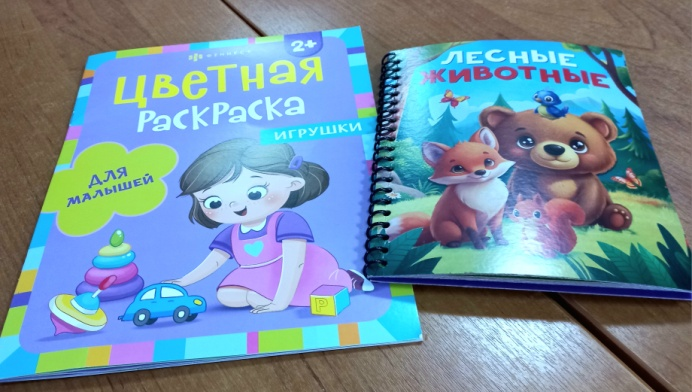 2+
ЦВЕТНАЯ
РАСКРАСКА
ИГРУШКИ
ДЛЯ
МАЛЫШЕЙ
Р
ЛЕСНЫЕ
ЖИВОТНЫЕ